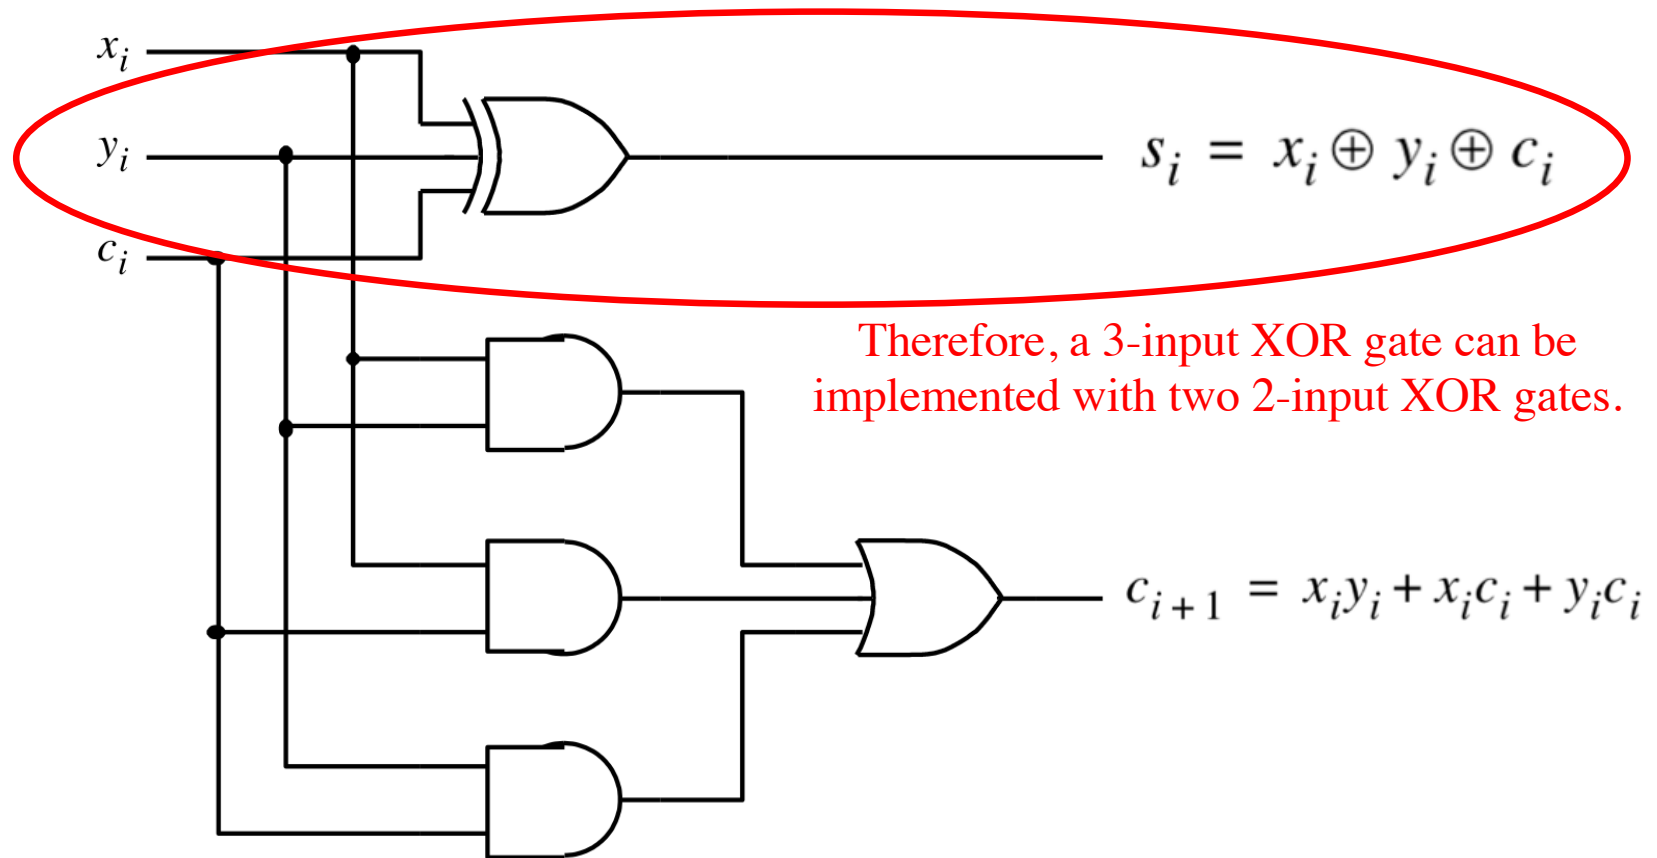 xᵢ
yᵢ
sᵢ = xᵢ ⊕ yᵢ ⊕ cᵢ
cᵢ
Therefore, a 3-input XOR gate can be
implemented with two 2-input XOR gates.
cᵢ₊₁ = xᵢyᵢ + xᵢcᵢ + yᵢcᵢ